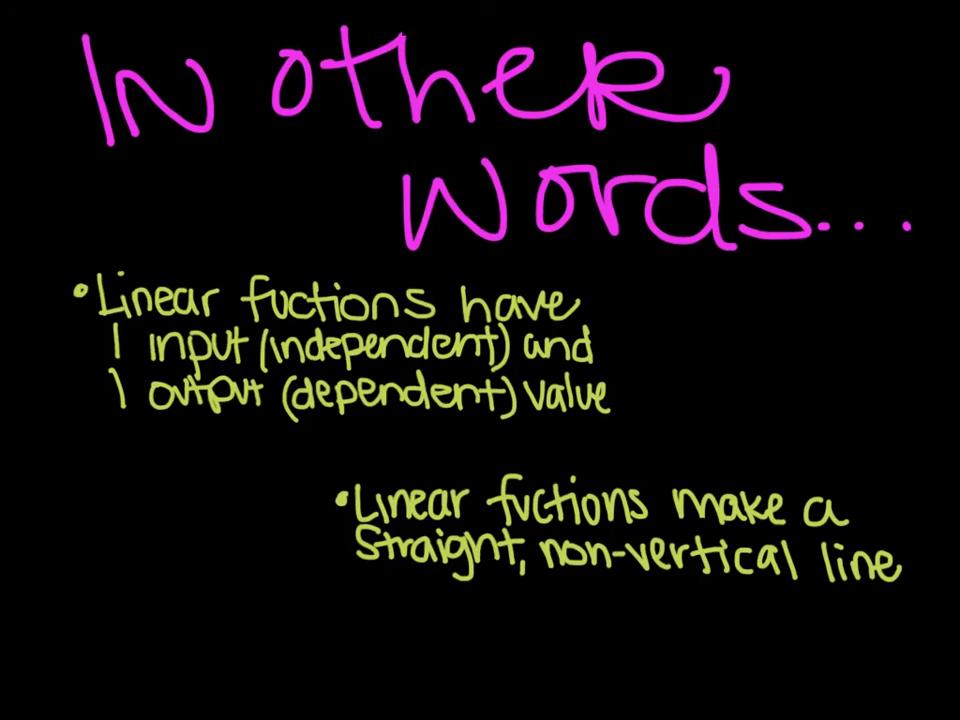 In other
words...
•Linear fuctions have
1 input (independent) and
1 output (dependent) value
•Linear fuctions make a
straight, non-vertical line